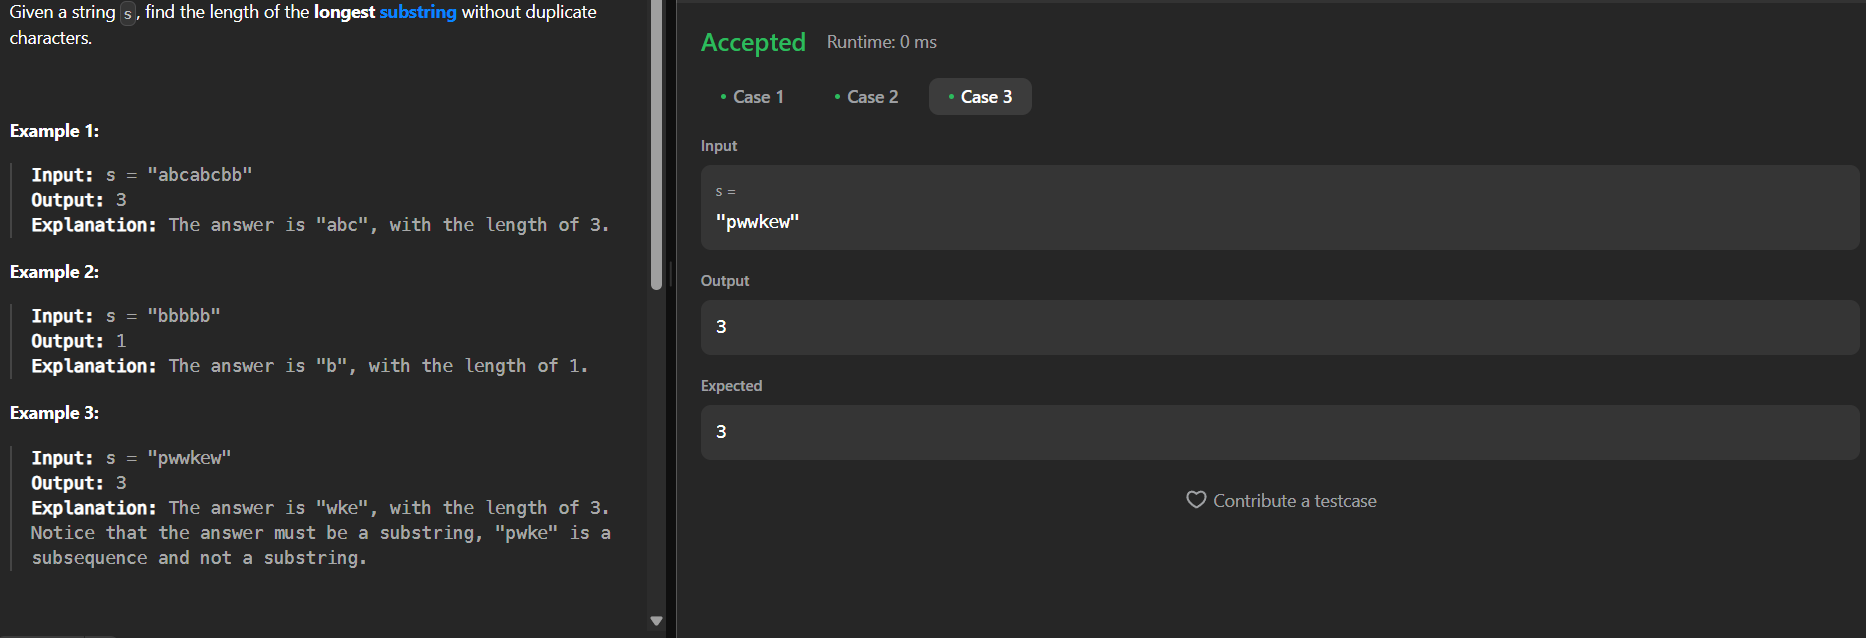 Given a string s, find the length of the longest substring without duplicate
characters.
Example 1:
Input: s = "abcabcbb"
Output: 3
Explanation: The answer is "abc", with the length of 3.
Example 2:
Input: s = "bbbbb"
Output: 1
Explanation: The answer is "b", with the length of 1.
Example 3:
Input: s = "pwwkew"
Output: 3
Explanation: The answer is "wke", with the length of 3.
Notice that the answer must be a substring, "pwke" is a
subsequence and not a substring.
Accepted Runtime: 0 ms
• Case 1 • Case 2 • Case 3
Input
s =
"pwwkew"
Output
3
Expected
3
Contribute a testcase